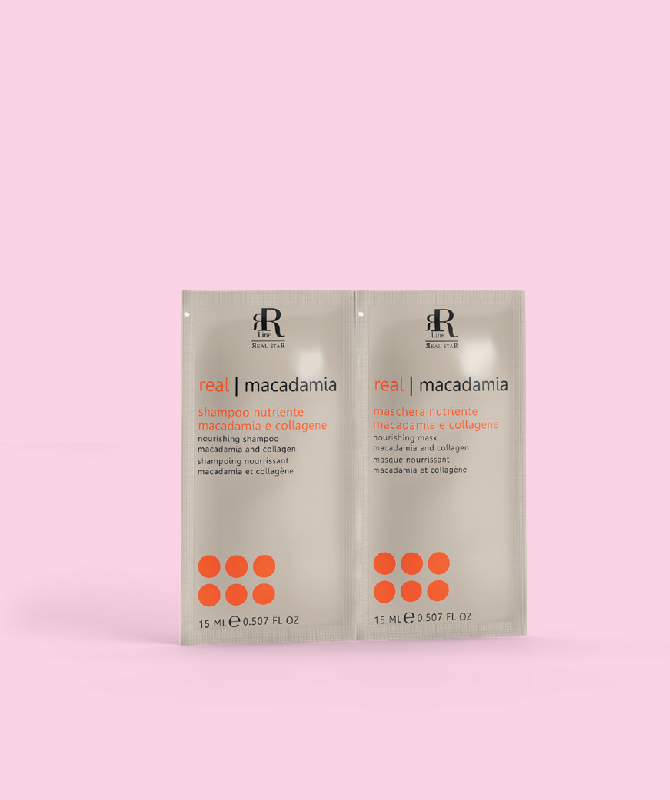 RR
Line
REAL STAR
real | macadamia
shampoo nutriente
macadamia e collagene
nourishing shampoo
macadamia and collagen
shampoing nourrissant
macadamia et collagène
15 ML e 0.507 FL OZ
RR
Line
REAL STAR
real | macadamia
maschera nutriente
macadamia e collagene
nourishing mask
macadamia and collagen
masque nourrissant
macadamia et collagène
15 ML e 0.507 FL OZ